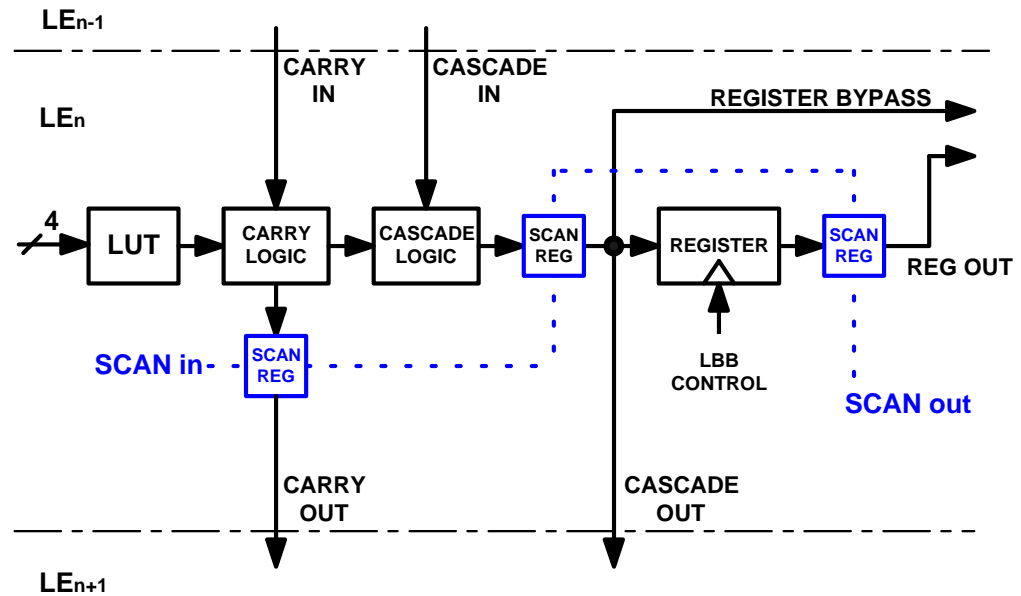 LEn-1
CARRY
IN
CASCADE
IN
REGISTER BYPASS
LEn
4
LUT
CARRY
LOGIC
CASCADE
LOGIC
SCAN
REG
REGISTER
SCAN
REG
REG OUT
SCAN in
SCAN
REG
LBB
CONTROL
SCAN out
CARRY
OUT
CASCADE
OUT
LEn+1